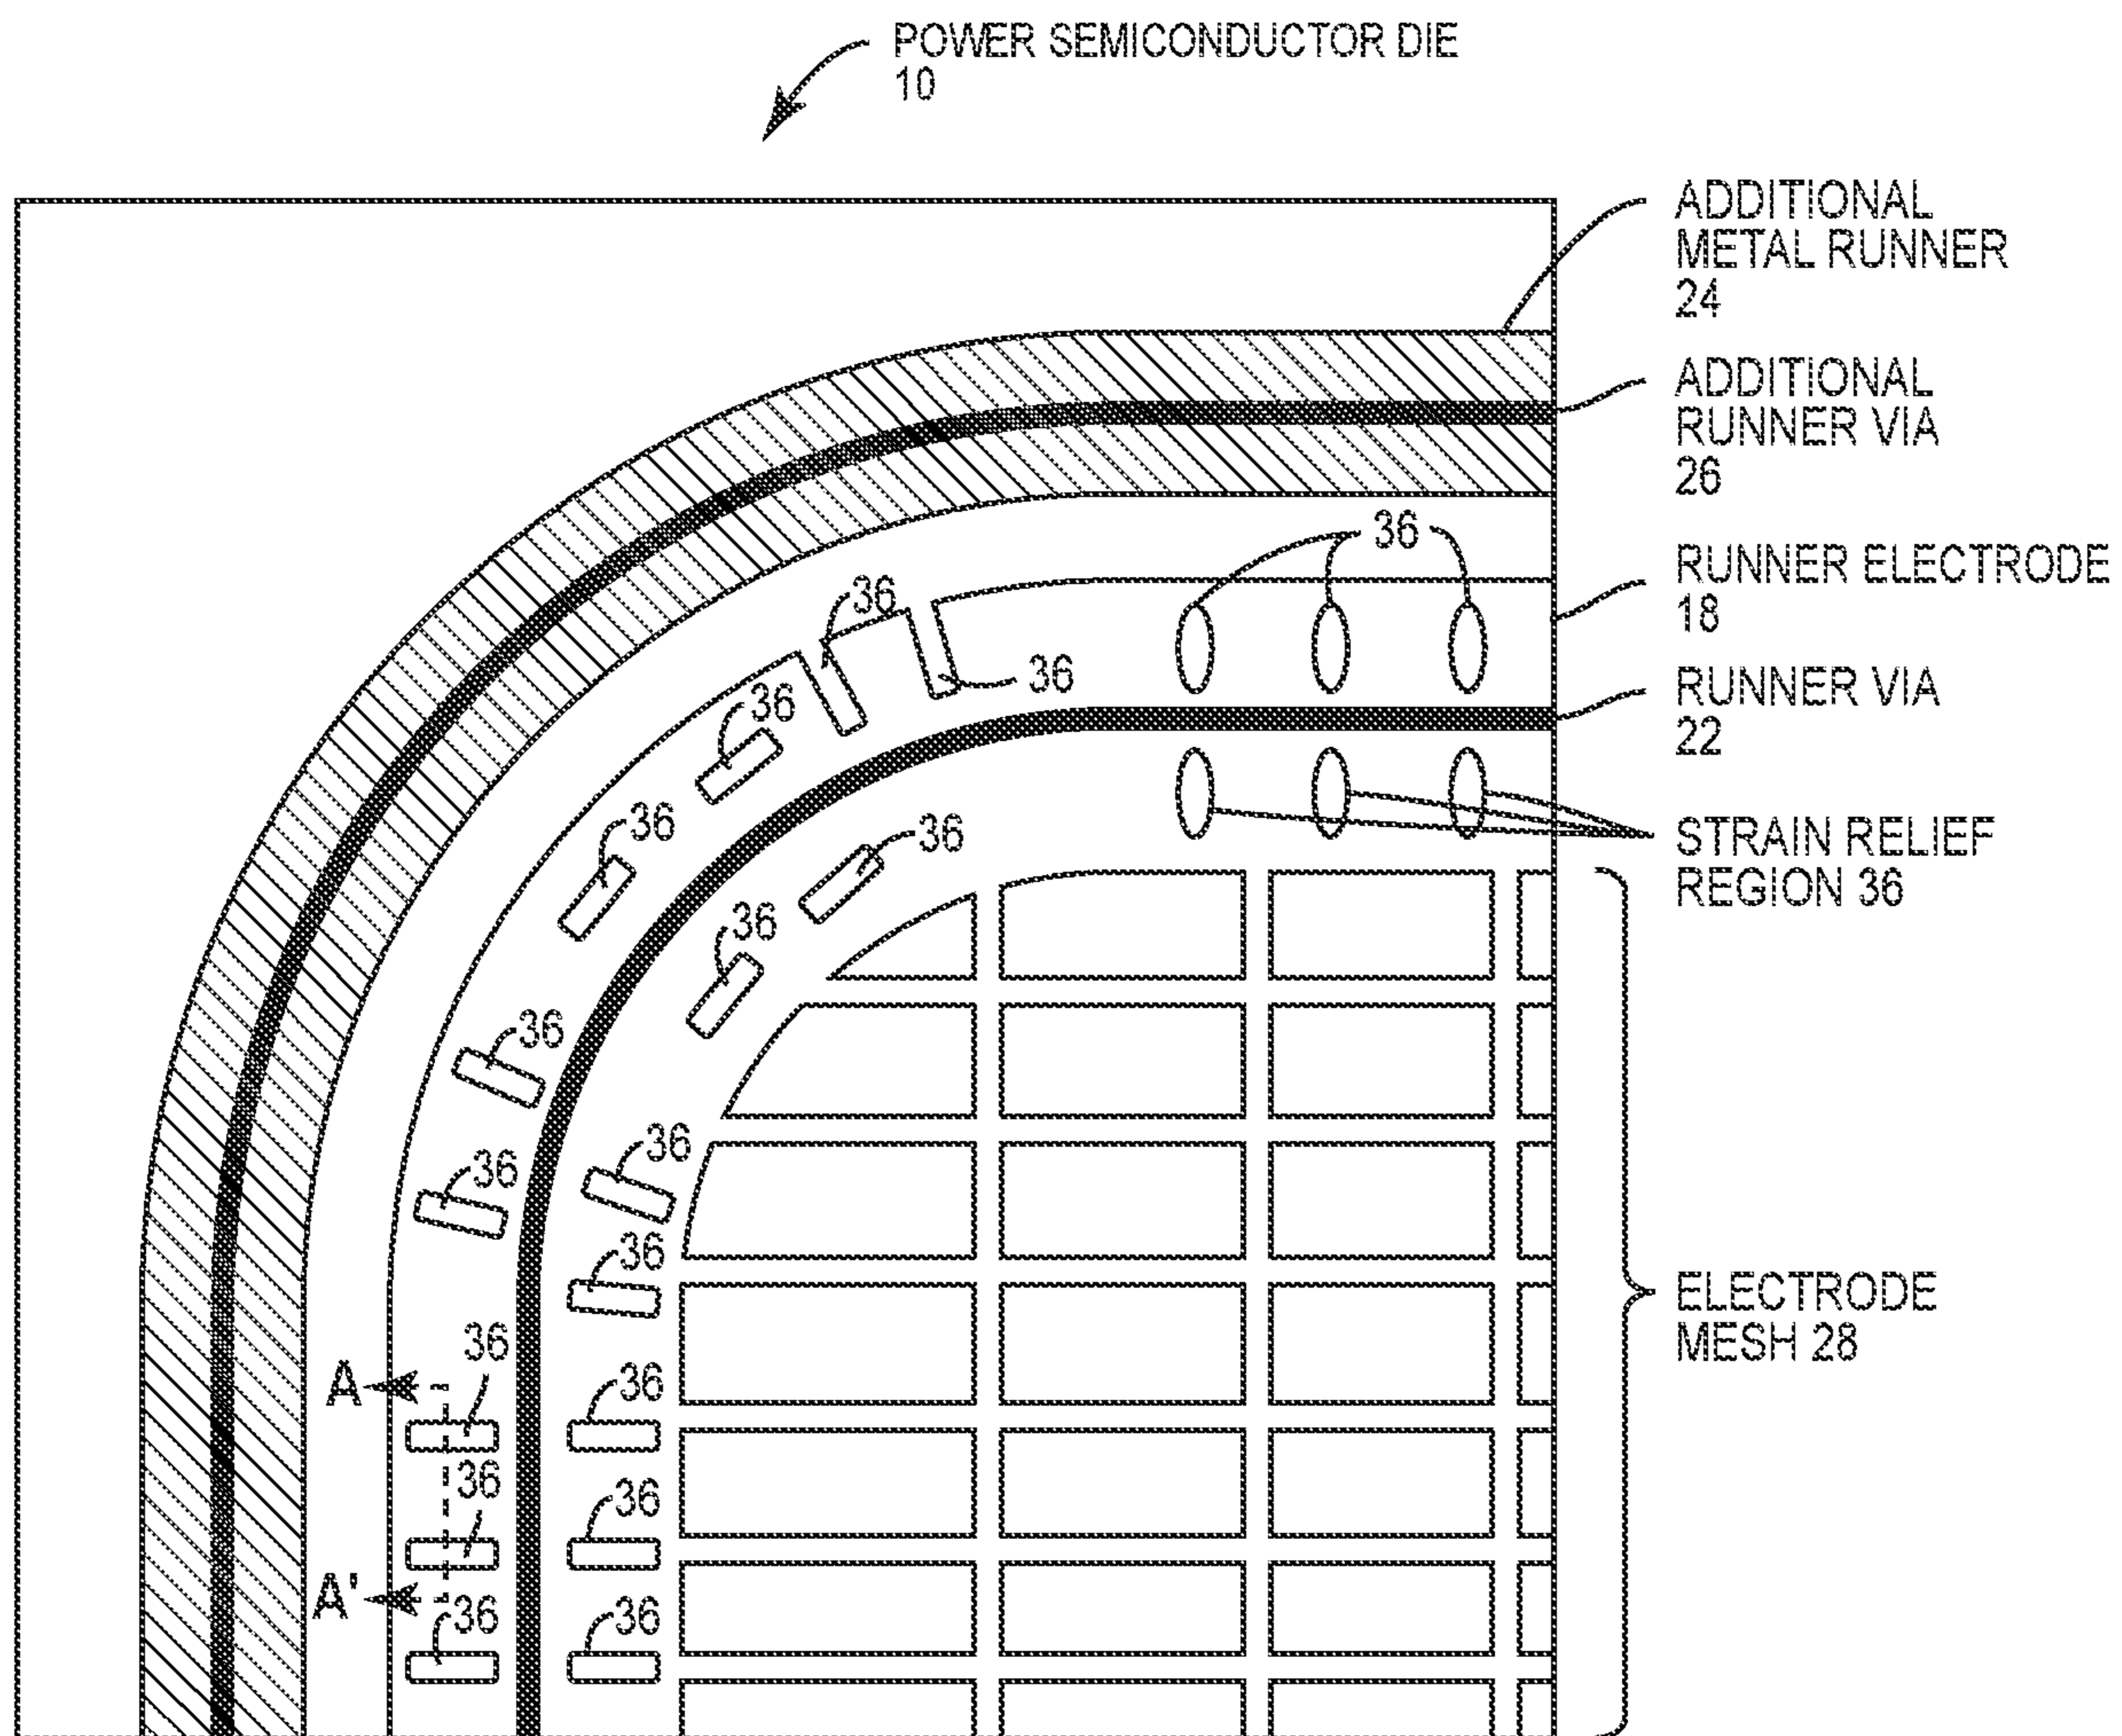 POWER SEMICONDUCTOR DIE
10
ADDITIONAL
METAL RUNNER
24
ADDITIONAL
RUNNER VIA
26
36
RUNNER ELECTRODE
18
36
36
RUNNER VIA
22
36
36
36
STRAIN RELIEF
REGION 36
36
36
36
36
36
ELECTRODE
MESH 28
36
A
36
36
36
A'
36
36